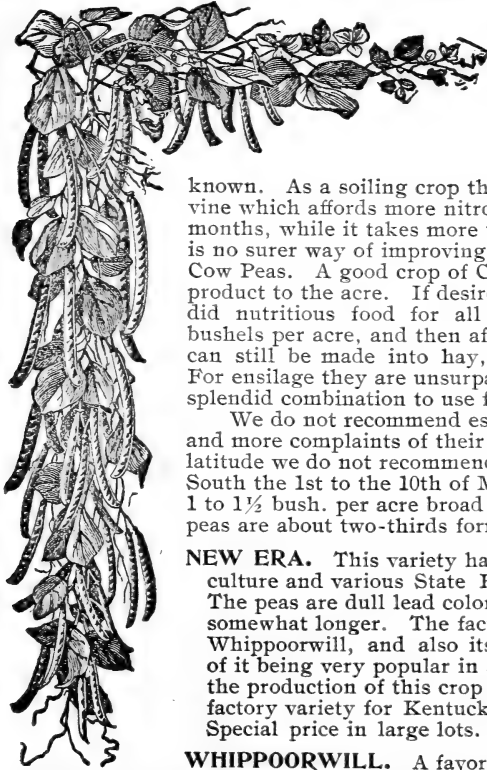 known. As a soiling crop th
vine which affords more nitro
months, while it takes more
is no surer way of improving
Cow Peas. A good crop of C
product to the acre. If desire
did nutritious food for all
bushels per acre, and then af
can still be made into hay,
For ensilage they are unsurpa
splendid combination to use f
We do not recommend es
and more complaints of their
latitude we do not recommend
South the 1st to the 10th of M
1 to 1½ bush. per acre broad
peas are about two-thirds for
NEW ERA. This variety ha
culture and various State E
The peas are dull lead color
somewhat longer. The fac
Whippoorwill, and also its
of it being very popular in
the production of this crop
factory variety for Kentuck
Special price in large lots.
WHIPPOORWILL. A favor